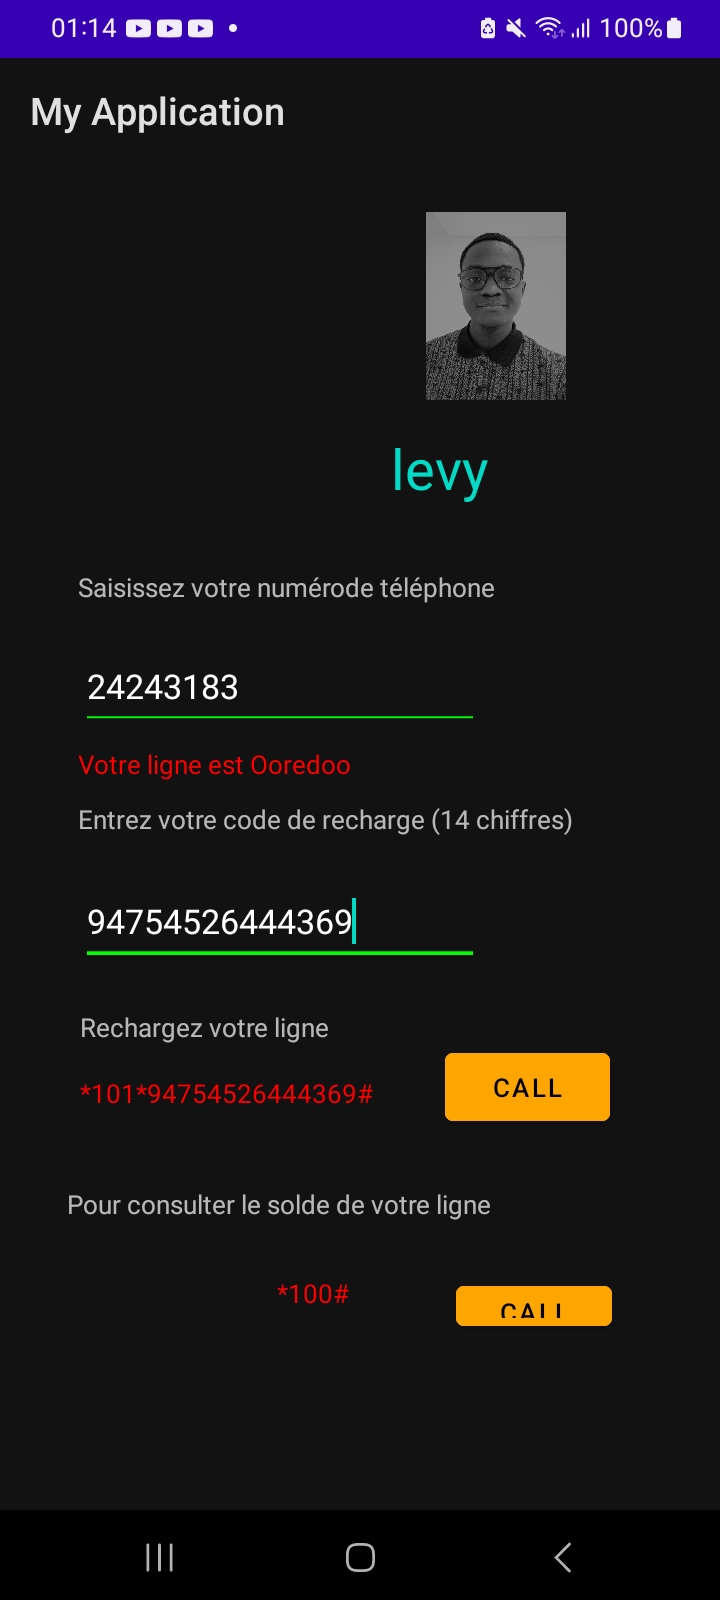 01:14
100%
My Application
levy
Saisissez votre numérode téléphone
24243183
Votre ligne est Ooredoo
Entrez votre code de recharge (14 chiffres)
94754526444369
Rechargez votre ligne
*101*94754526444369#
CALL
Pour consulter le solde de votre ligne
*100#
CALL